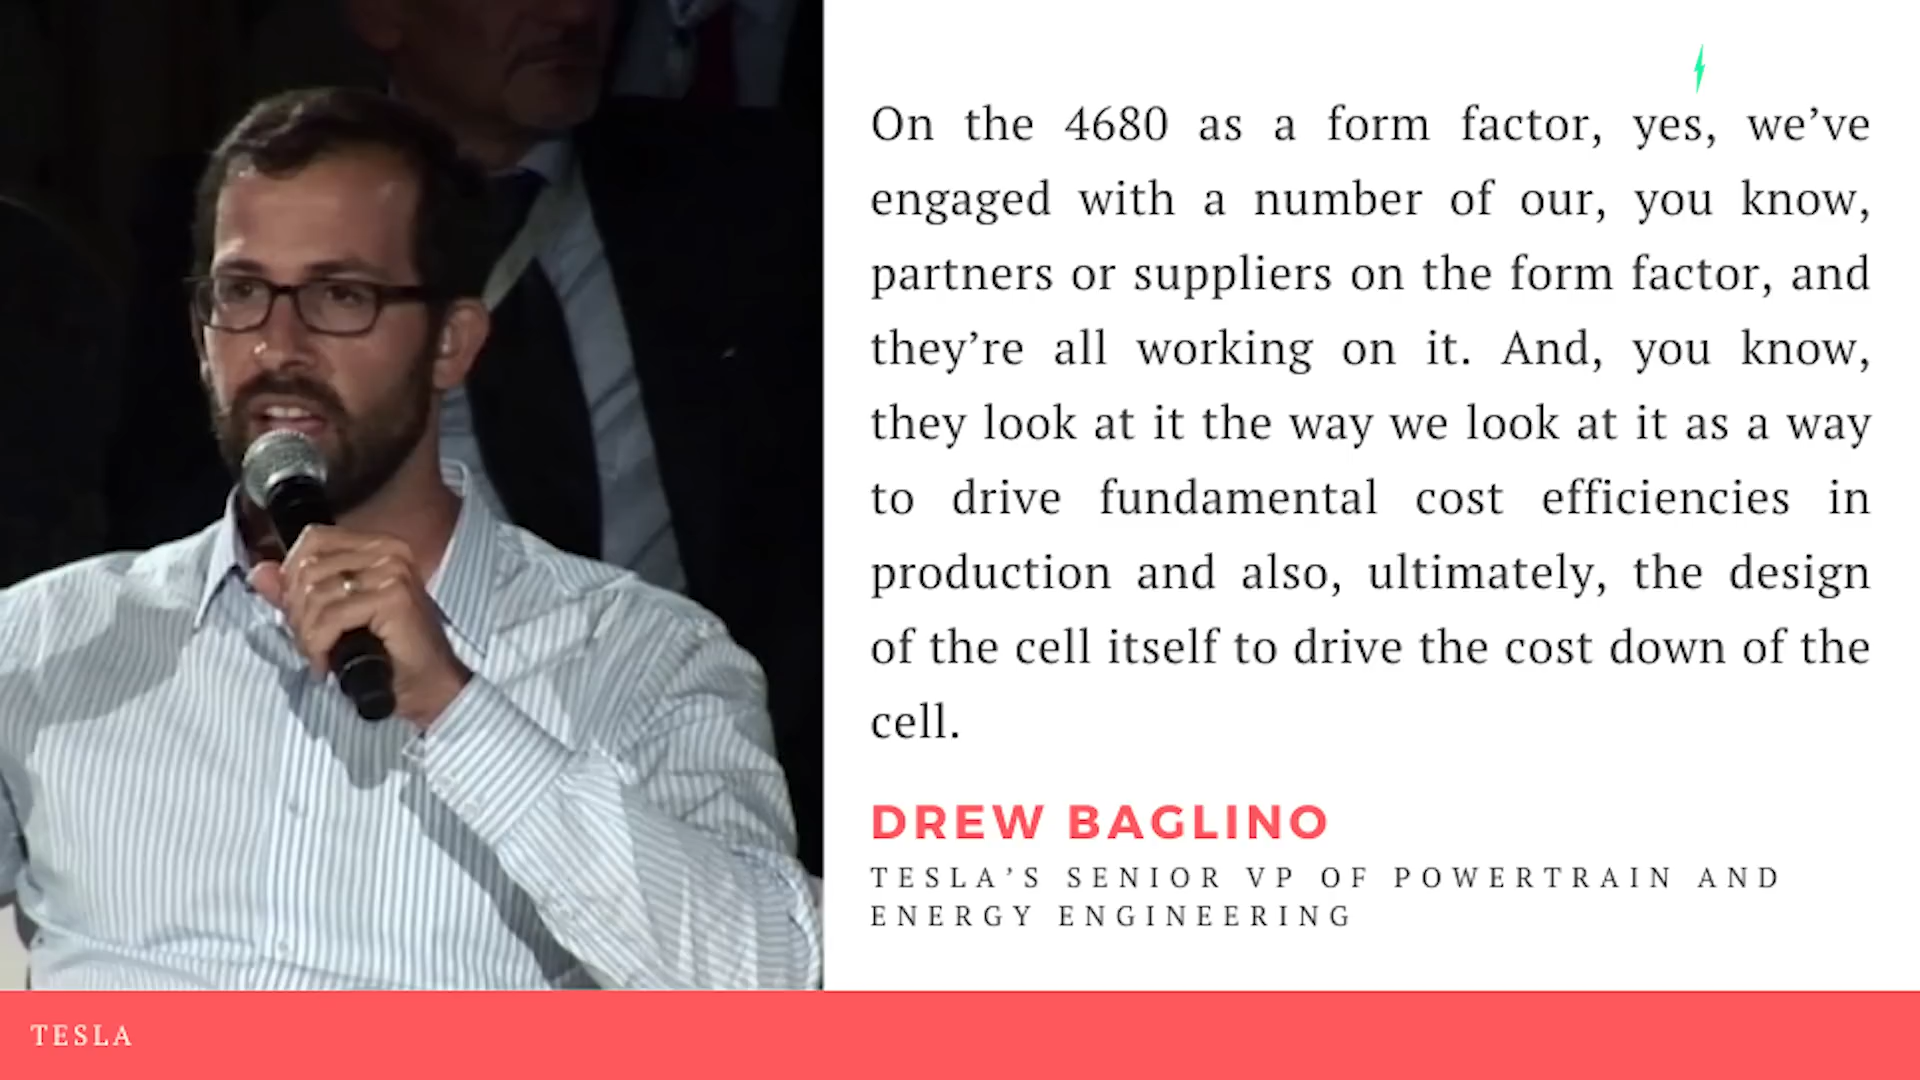 On the 4680 as a form factor, yes, we’ve
engaged with a number of our, you know,
partners or suppliers on the form factor, and
they’re all working on it. And, you know,
they look at it the way we look at it as a way
to drive fundamental cost efficiencies in
production and also, ultimately, the design
of the cell itself to drive the cost down of the
cell.
DREW BAGLINO
TESLA’S SENIOR VP OF POWERTRAIN AND
ENERGY ENGINEERING
TESLA